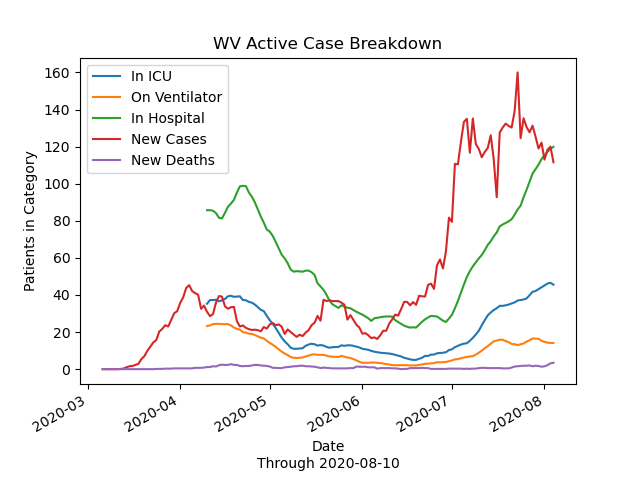 WV Active Case Breakdown
In ICU
On Ventilator
In Hospital
New Cases
New Deaths
Patients in Category
160
140
120
100
80
60
40
20
0
2020-03
2020-04
2020-05
2020-06
2020-07
2020-08
Date
Through 2020-08-10